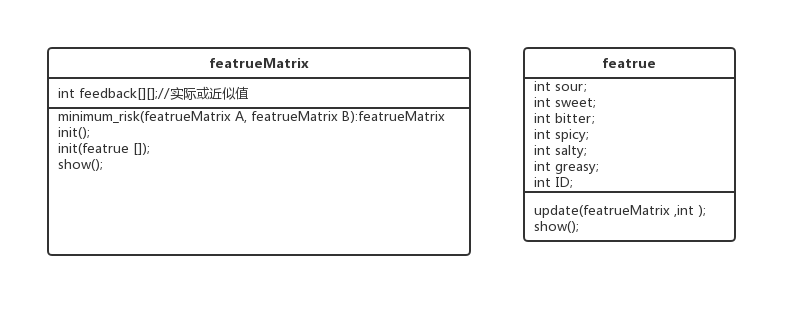 featrueMatrix
int feedback[][];//实际或近似值
minimum_risk(featrueMatrix A, featrueMatrix B):featrueMatrix
init();
init(featrue []);
show();
featrue
int sour;
int sweet;
int bitter;
int spicy;
int salty;
int greasy;
int ID;
update(featrueMatrix ,int );
show();